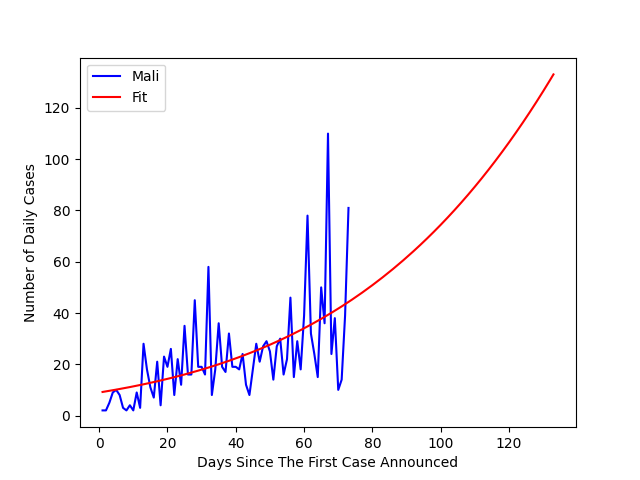 Mali
Fit
Number of Daily Cases
120
100
80
60
40
20
0
0 20 40 60 80 100 120
Days Since The First Case Announced